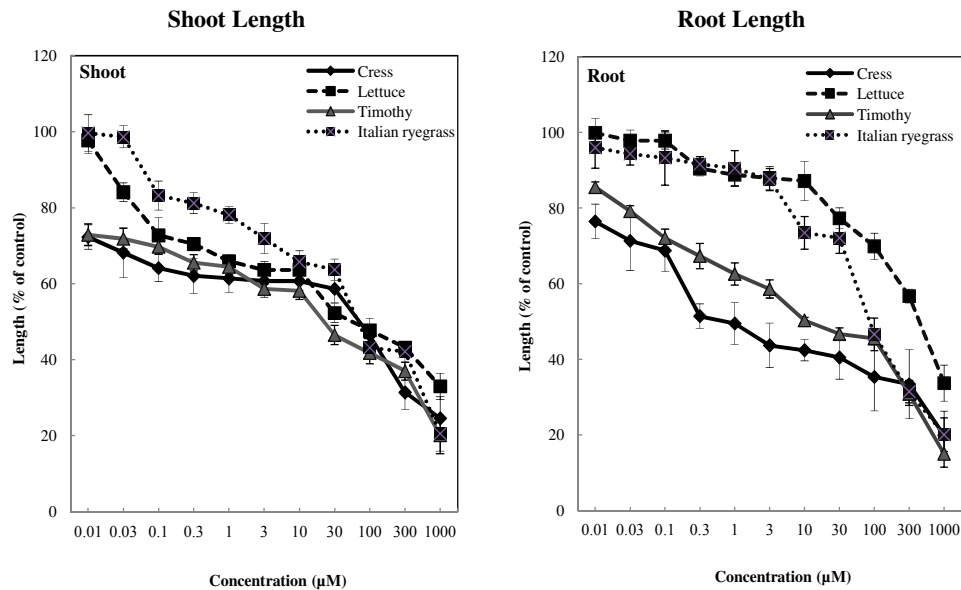 Shoot Length
120
100
80
60
40
20
0
Length (% of control)
Shoot
Cress
Lettuce
Timothy
Italian ryegrass
0.01 0.03 0.1 0.3 1 3 10 30 100 300 1000
Concentration (µM)
Root Length
120
100
80
60
40
20
0
Length (% of control)
Root
Cress
Lettuce
Timothy
Italian ryegrass
0.01 0.03 0.1 0.3 1 3 10 30 100 300 1000
Concentration (µM)